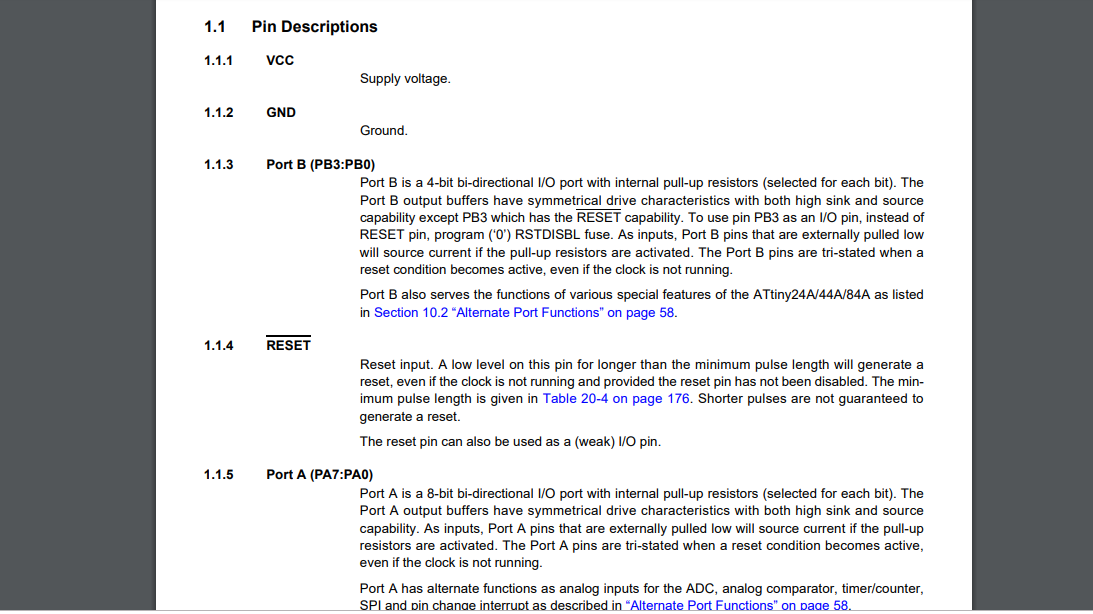 1.1 Pin Descriptions
1.1.1 VCC
Supply voltage.
1.1.2 GND
Ground.
1.1.3 Port B (PB3:PB0)
Port B is a 4-bit bi-directional I/O port with internal pull-up resistors (selected for each bit). The
Port B output buffers have symmetrical drive characteristics with both high sink and source
capability except PB3 which has the RESET capability. To use pin PB3 as an I/O pin, instead of
RESET pin, program (‘0’) RSTDISBL fuse. As inputs, Port B pins that are externally pulled low
will source current if the pull-up resistors are activated. The Port B pins are tri-stated when a
reset condition becomes active, even if the clock is not running.
Port B also serves the functions of various special features of the ATtiny24A/44A/84A as listed
in Section 10.2 “Alternate Port Functions” on page 58.
1.1.4 RESET
Reset input. A low level on this pin for longer than the minimum pulse length will generate a
reset, even if the clock is not running and provided the reset pin has not been disabled. The min-
imum pulse length is given in Table 20-4 on page 176. Shorter pulses are not guaranteed to
generate a reset.
The reset pin can also be used as a (weak) I/O pin.
1.1.5 Port A (PA7:PA0)
Port A is a 8-bit bi-directional I/O port with internal pull-up resistors (selected for each bit). The
Port A output buffers have symmetrical drive characteristics with both high sink and source
capability. As inputs, Port A pins that are externally pulled low will source current if the pull-up
resistors are activated. The Port A pins are tri-stated when a reset condition becomes active,
even if the clock is not running.
Port A has alternate functions as analog inputs for the ADC, analog comparator, timer/counter,
SPI and pin change interrupt as described in “Alternate Port Functions” on page 58.